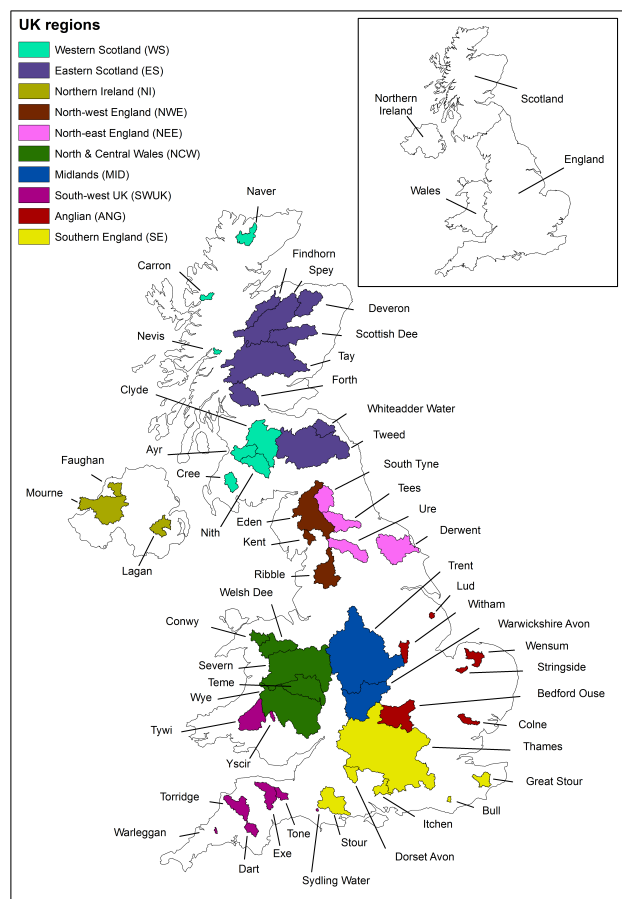 UK regions
Western Scotland (WS)
Eastern Scotland (ES)
Northern Ireland (NI)
North-west England (NWE)
North-east England (NEE)
North & Central Wales (NCW)
Midlands (MID)
South-west UK (SWUK)
Anglian (ANG)
Southern England (SE)
Northern
Ireland
Scotland
England
Wales
Naver
Findhorn
Spey
Carron
Deveron
Scottish Dee
Nevis
Tay
Clyde
Forth
Whiteadder Water
Tweed
Ayr
Faughan
Cree
South Tyne
Mourne
Tees
Nith
Ure
Eden
Derwent
Kent
Lagan
Ribble
Trent
Welsh Dee
Lud
Witham
Conwy
Warwickshire Avon
Wensum
Severn
Stringside
Teme
Bedford Ouse
Wye
Tywi
Colne
Thames
Yscir
Great Stour
Torridge
Itchen
Bull
Warleggan
Tone
Stour
Exe
Dorset Avon
Dart
Sydling Water